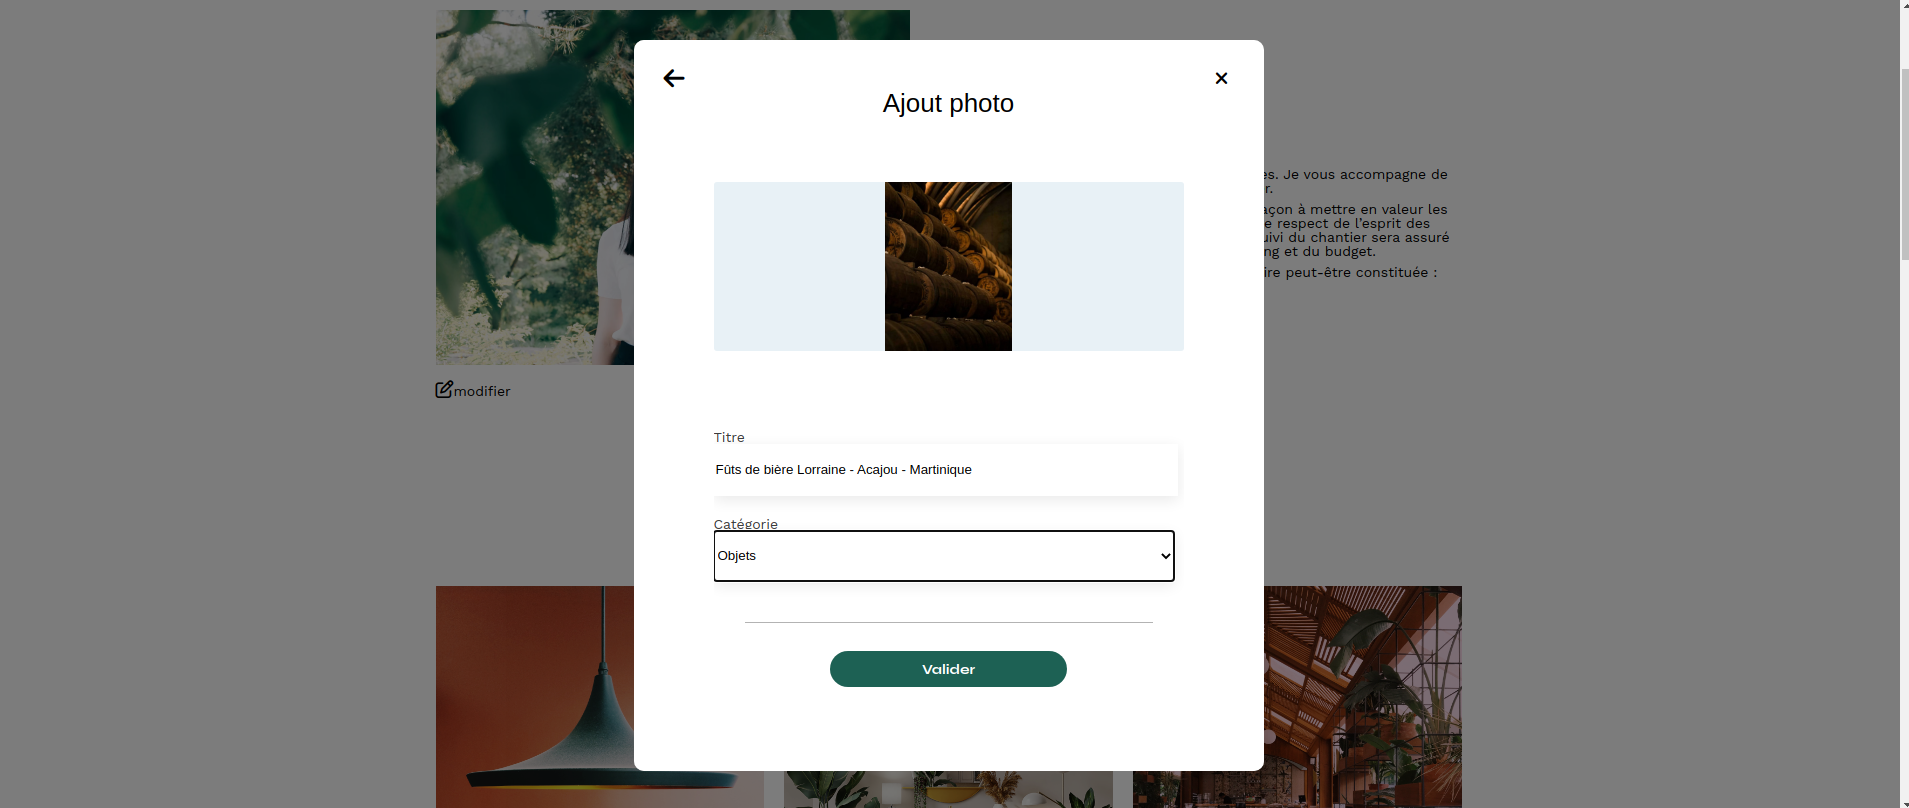 Ajout photo
es. Je vous accompagne de
r.
açon à mettre en valeur les
e respect de l'esprit des
uivi du chantier sera assuré
ng et du budget.
ire peut-être constituée :
modifier
Titre
Fûts de bière Lorraine - Acajou - Martinique
Catégorie
Objets
Valider